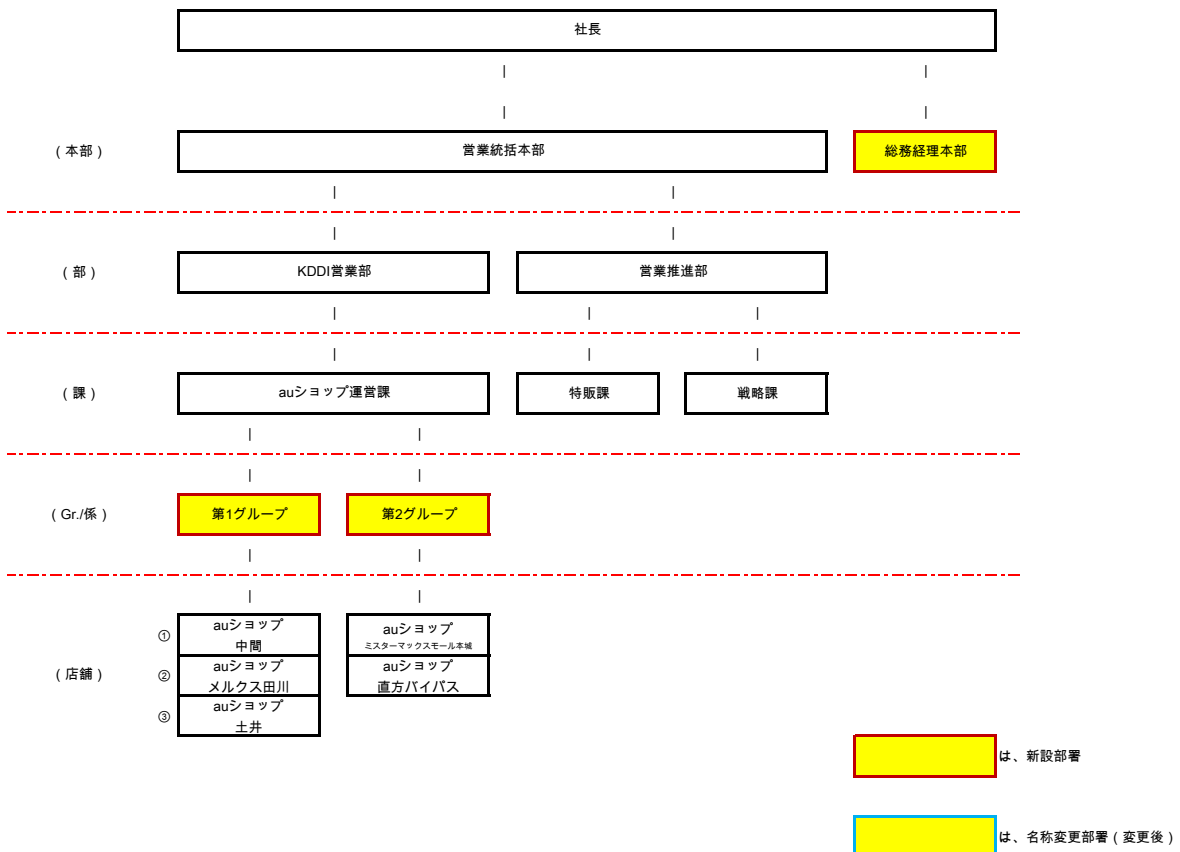 社長
|
|
|
|
(本部)
営業統括本部
総務経理本部
|
|
|
|
(部)
KDDI営業部
営業推進部
|
|
|
|
|
|
(課)
auショップ運営課
特販課
戦略課
|
|
|
|
(Gr./係)
第1グループ
第2グループ
|
|
|
|
(店舗)
①
auショップ
中間
②
auショップ
メルクス田川
③
auショップ
土井
auショップ
ミスターマックスモール本城
auショップ
直方バイパス
は、新設部署
は、名称変更部署(変更後)